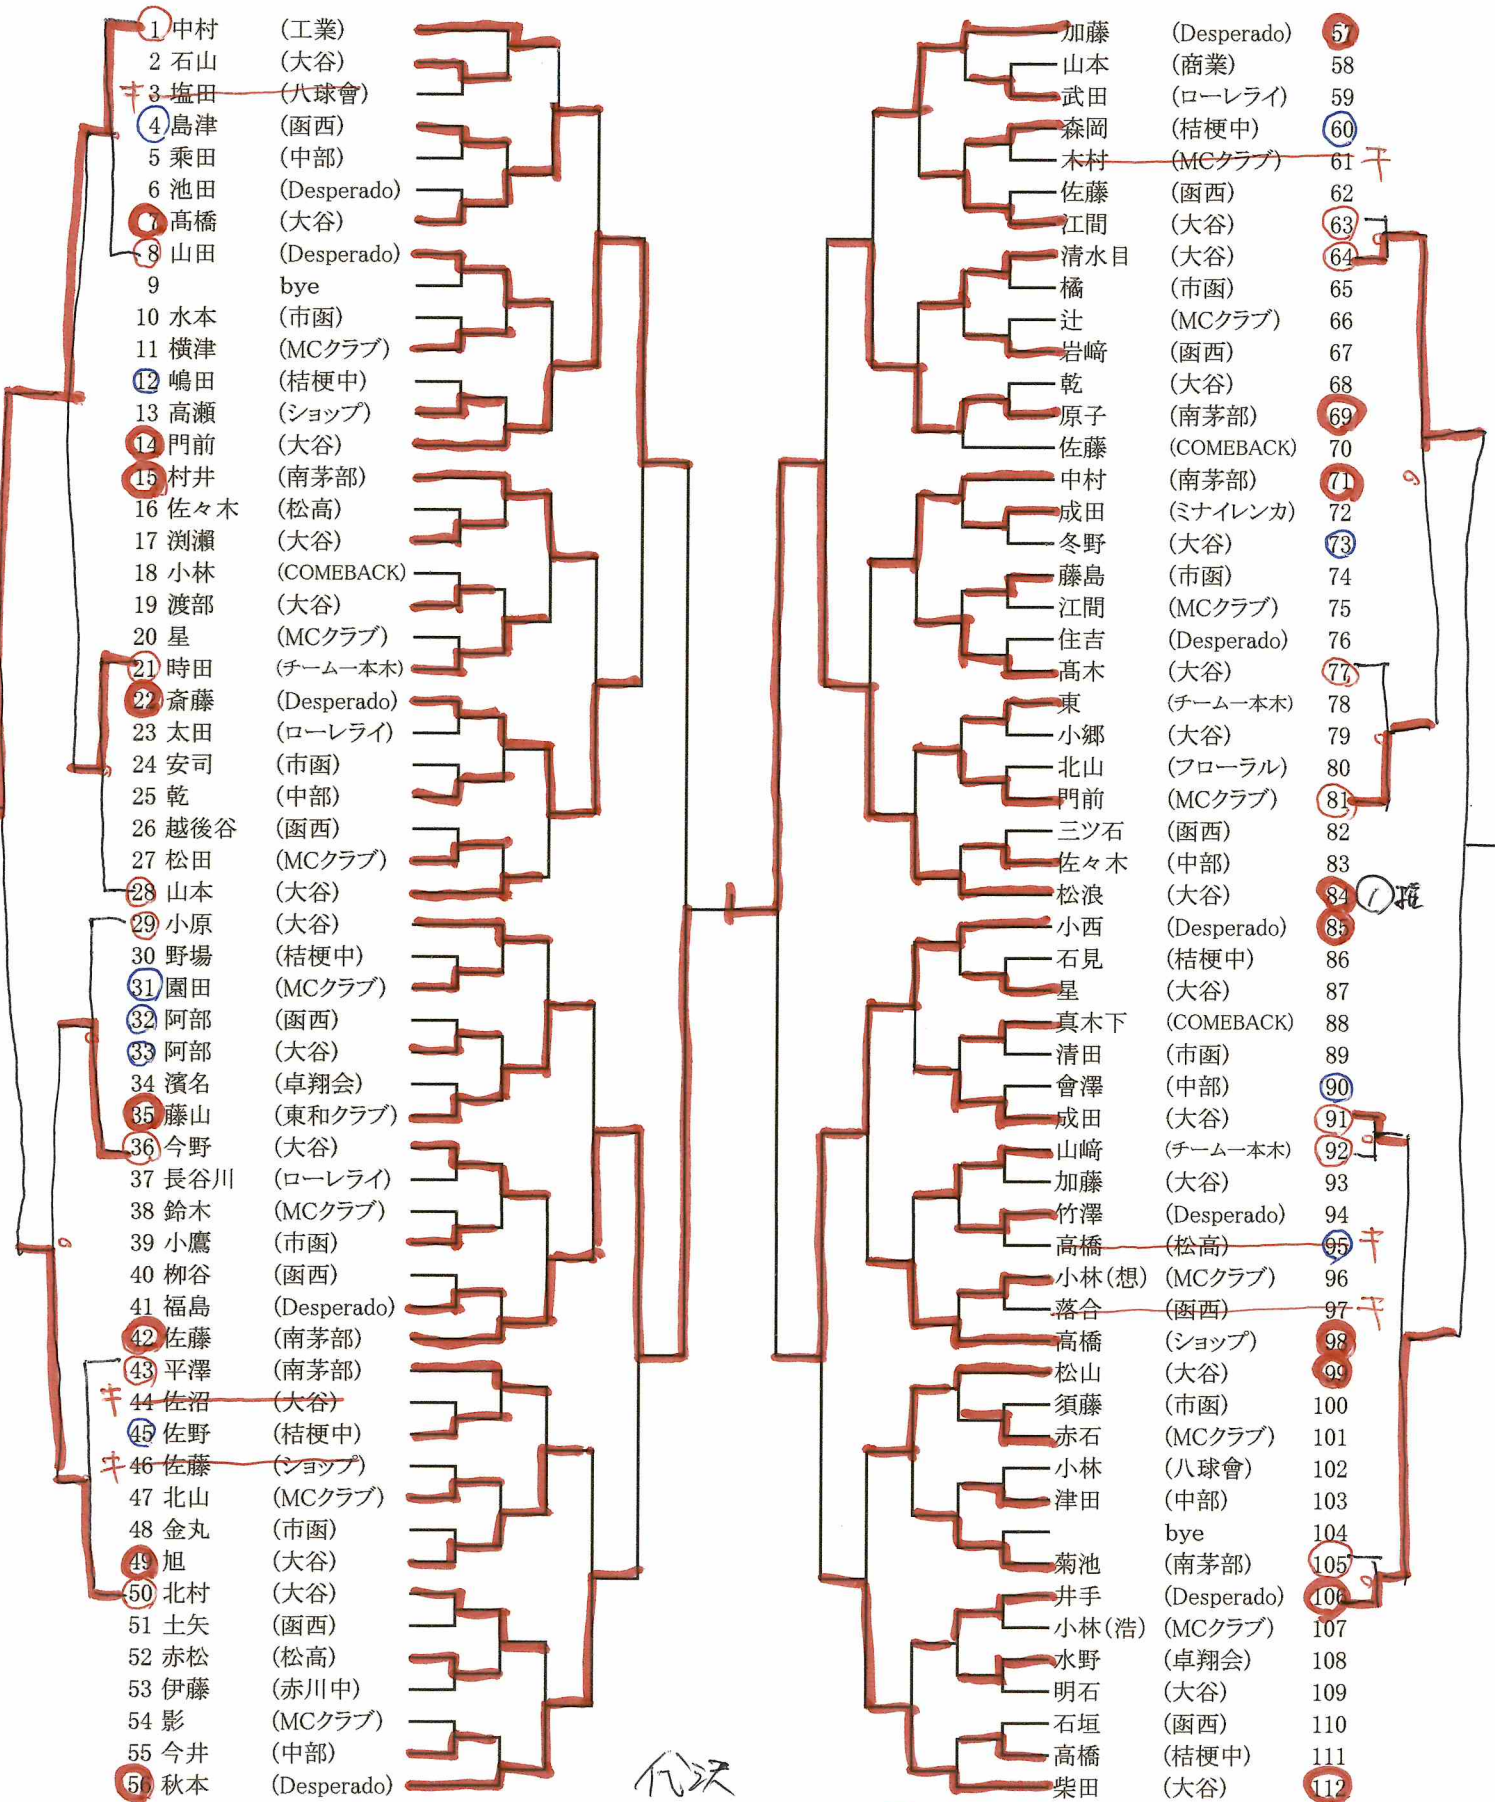 1 中村 (工業)
2 石山 (大谷)
キ 3 塩田 (八球會)
4 島津 (函西)
5 乘田 (中部)
6 池田 (Desperado)
7 髙橋 (大谷)
8 山田 (Desperado)
9 bye
10 水本 (市函)
11 横津 (MCクラブ)
12 嶋田 (桔梗中)
13 高瀬 (ショップ)
14 門前 (大谷)
15 村井 (南茅部)
16 佐々木 (松高)
17 渕瀨 (大谷)
18 小林 (COMEBACK)
19 渡部 (大谷)
20 星 (MCクラブ)
21 時田 (チーム一本木)
22 斎藤 (Desperado)
23 太田 (ローレライ)
24 安司 (市函)
25 乾 (中部)
26 越後谷 (函西)
27 松田 (MCクラブ)
28 山本 (大谷)
29 小原 (大谷)
30 野場 (桔梗中)
31 園田 (MCクラブ)
32 阿部 (函西)
33 阿部 (大谷)
34 濱名 (卓翔会)
35 藤山 (東和クラブ)
36 今野 (大谷)
37 長谷川 (ローレライ)
38 鈴木 (MCクラブ)
39 小鷹 (市函)
40 柳谷 (函西)
41 福島 (Desperado)
42 佐藤 (南茅部)
43 平澤 (南茅部)
キ 44 佐沼 (大谷)
45 佐野 (桔梗中)
キ 46 佐藤 (ショップ)
47 北山 (MCクラブ)
48 金丸 (市函)
49 旭 (大谷)
50 北村 (大谷)
51 土矢 (函西)
52 赤松 (松高)
53 伊藤 (赤川中)
54 影 (MCクラブ)
55 今井 (中部)
56 秋本 (Desperado)
代決
加藤 (Desperado) 57
山本 (商業) 58
武田 (ローレライ) 59
森岡 (桔梗中) 60
木村 (MCクラブ) 61 キ
佐藤 (函西) 62
江間 (大谷) 63
清水目 (大谷) 64
橘 (市函) 65
辻 (MCクラブ) 66
岩﨑 (函西) 67
乾 (大谷) 68
原子 (南茅部) 69
佐藤 (COMEBACK) 70
中村 (南茅部) 71
成田 (ミナイレンカ) 72
冬野 (大谷) 73
藤島 (市函) 74
江間 (MCクラブ) 75
住吉 (Desperado) 76
髙木 (大谷) 77
東 (チーム一本木) 78
小郷 (大谷) 79
北山 (フローラル) 80
門前 (MCクラブ) 81
三ツ石 (函西) 82
佐々木 (中部) 83
松浪 (大谷) 84 ① 推
小西 (Desperado) 85
石見 (桔梗中) 86
星 (大谷) 87
真木下 (COMEBACK) 88
清田 (市函) 89
會澤 (中部) 90
成田 (大谷) 91
山﨑 (チーム一本木) 92
加藤 (大谷) 93
竹澤 (Desperado) 94
高橋 (松高) 95 キ
小林(想) (MCクラブ) 96
落合 (函西) 97 キ
高橋 (ショップ) 98
松山 (大谷) 99
須藤 (市函) 100
赤石 (MCクラブ) 101
小林 (八球會) 102
津田 (中部) 103
bye 104
菊池 (南茅部) 105
井手 (Desperado) 106
小林(浩) (MCクラブ) 107
水野 (卓翔会) 108
明石 (大谷) 109
石垣 (函西) 110
高橋 (桔梗中) 111
柴田 (大谷) 112